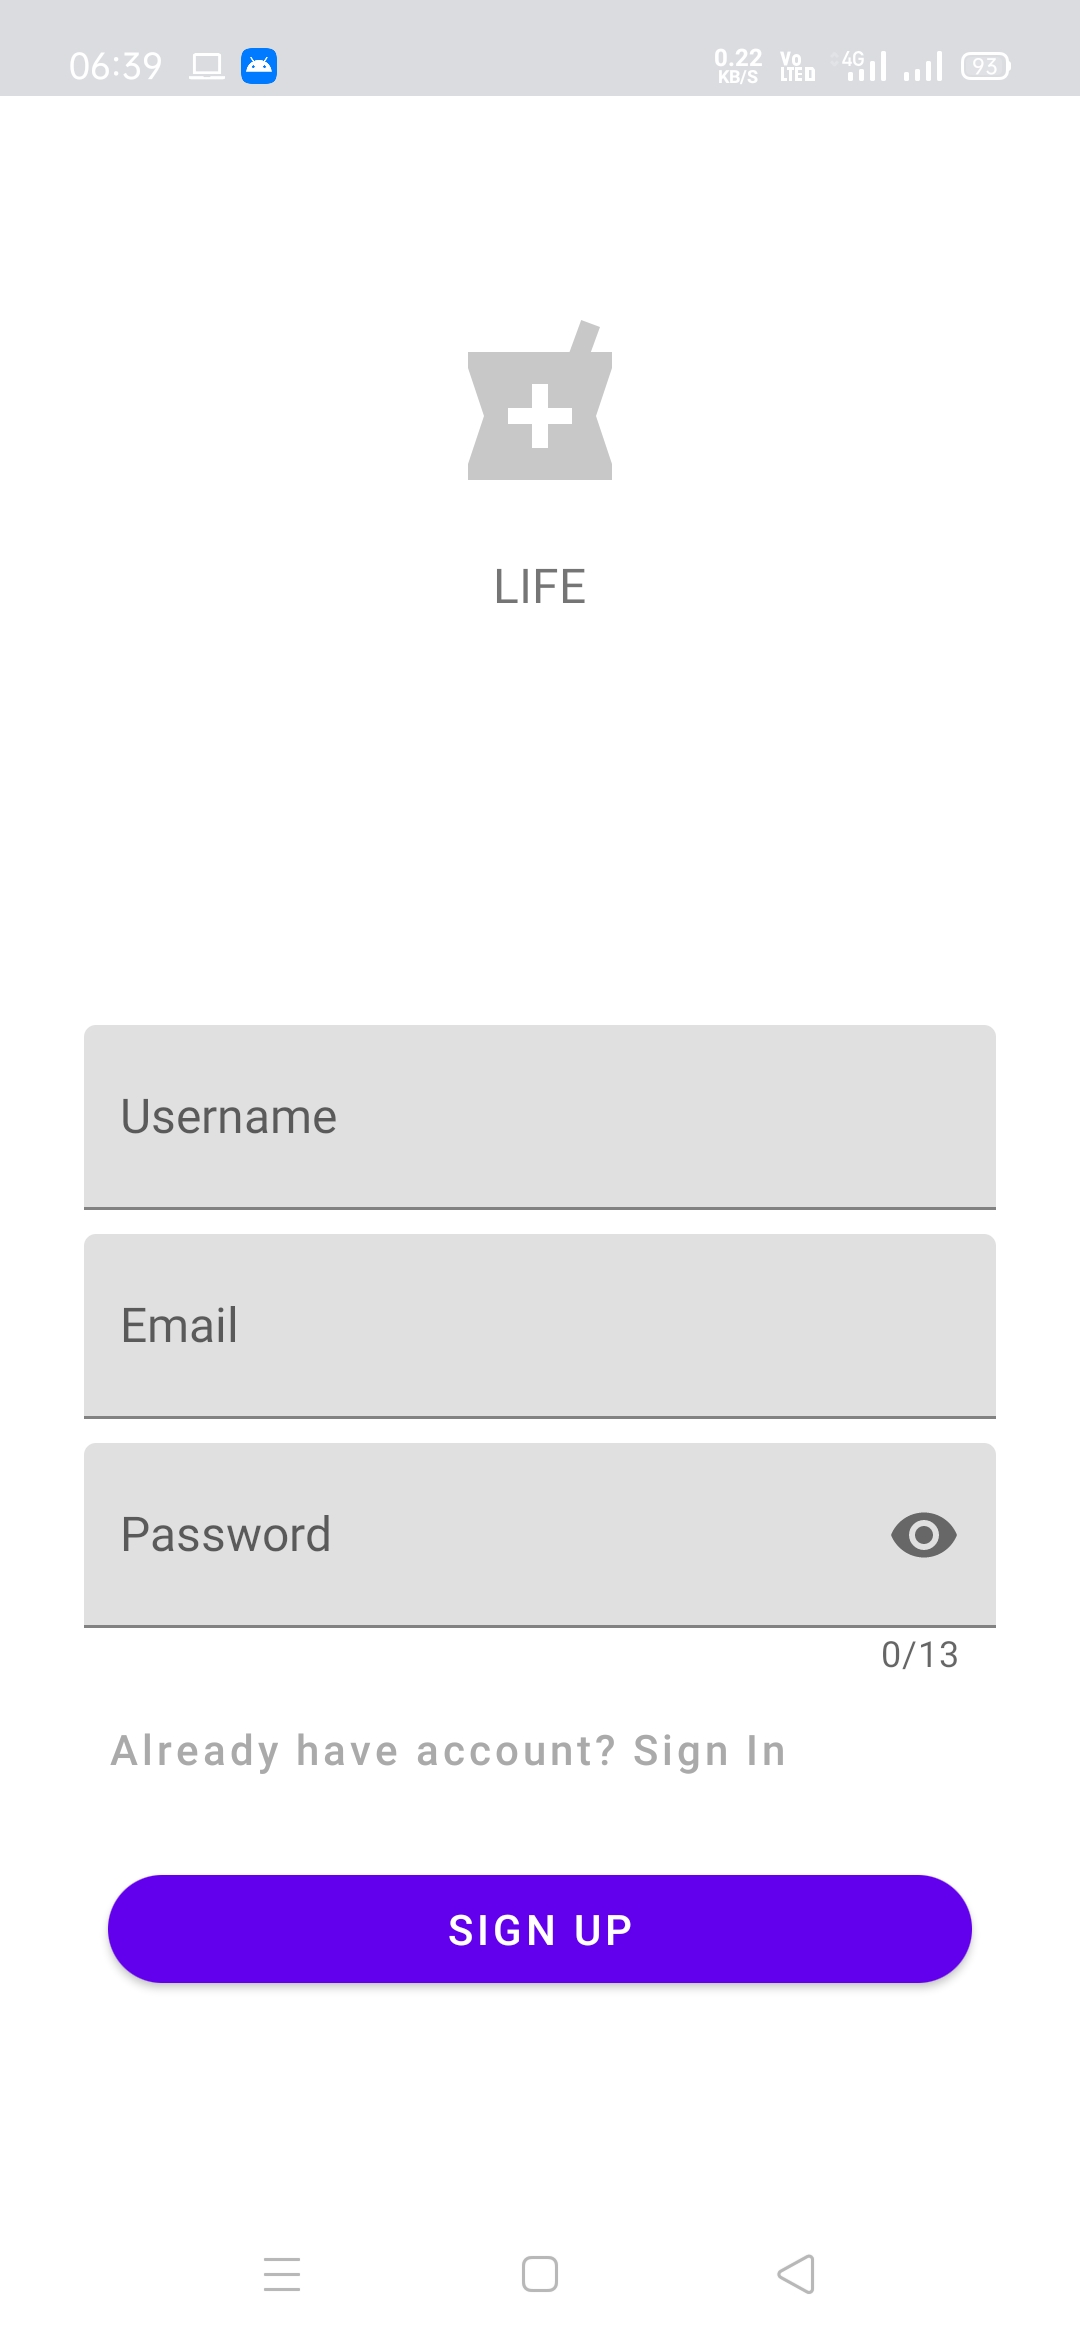 06:39 0.22 KB/S Vo LTE D 4G 93
LIFE
Username
Email
Password
0/13
Already have account? Sign In
SIGN UP